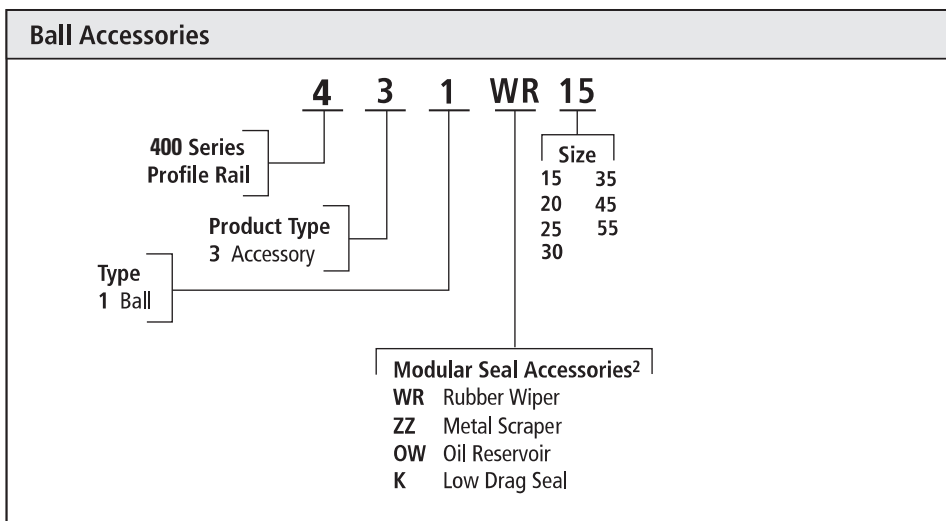 Ball Accessories
4 3 1 WR 15
400 Series
Profile Rail
Product Type
3 Accessory
Type
1 Ball
Size
15 35
20 45
25 55
30
Modular Seal Accessories²
WR Rubber Wiper
ZZ Metal Scraper
OW Oil Reservoir
K Low Drag Seal